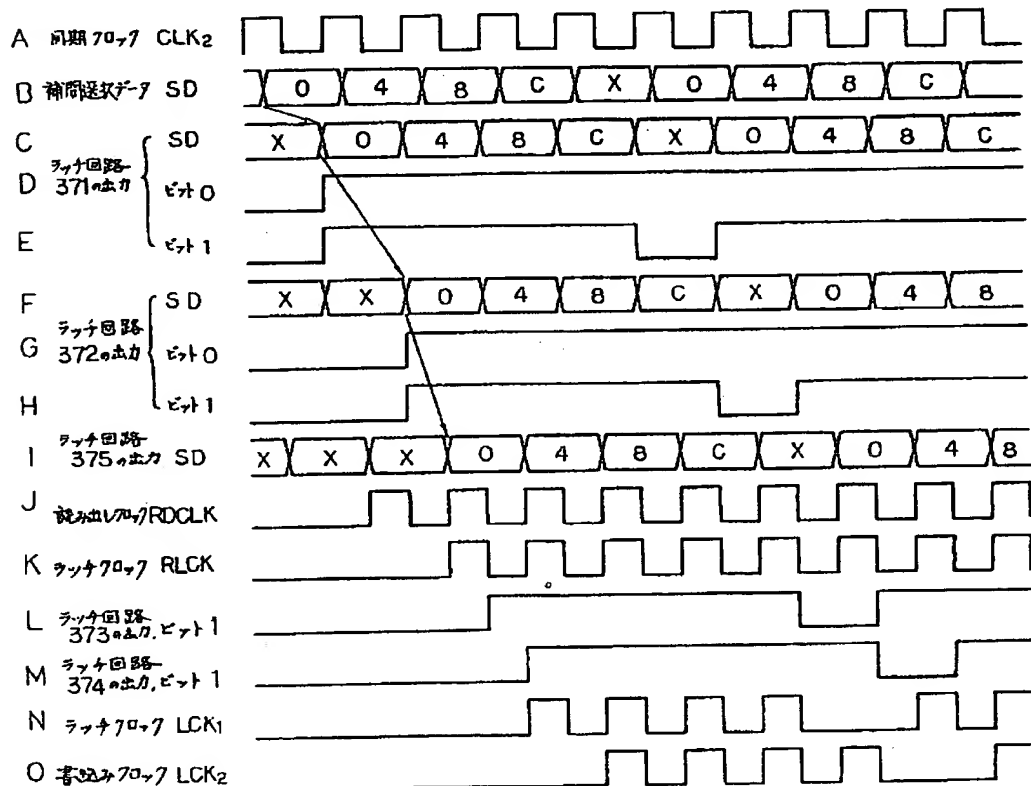 A 同期クロック CLK2
B 補間選択データ SD 0 4 8 C X 0 4 8 C
C SD X 0 4 8 C X 0 4 8 C
ラッチ回路
371の出力
D ビット0
E ビット1
F SD X X 0 4 8 C X 0 4 8
ラッチ回路
372の出力
G ビット0
H ビット1
I ラッチ回路
375の出力 SD X X X 0 4 8 C X 0 4 8
J 読み出しクロックRDCLK
K ラッチクロック RLCK
L ラッチ回路
373の出力,ビット1
M ラッチ回路
374の出力,ビット1
N ラッチクロック LCK1
O 書込みクロック LCK2